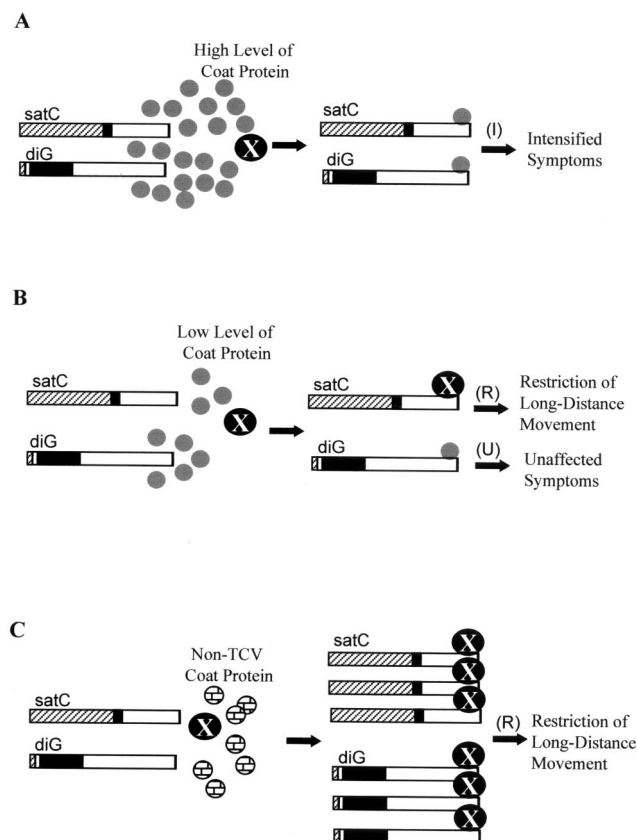 A
High Level of
Coat Protein
satC
diG
X
satC
diG
(I)
Intensified
Symptoms
B
Low Level of
Coat Protein
satC
diG
X
satC
X
diG
(R)
Restriction of
Long-Distance
Movement
(U)
Unaffected
Symptoms
C
Non-TCV
Coat Protein
satC
diG
X
satC
X
X
X
diG
X
X
X
(R)
Restriction of
Long-Distance
Movement